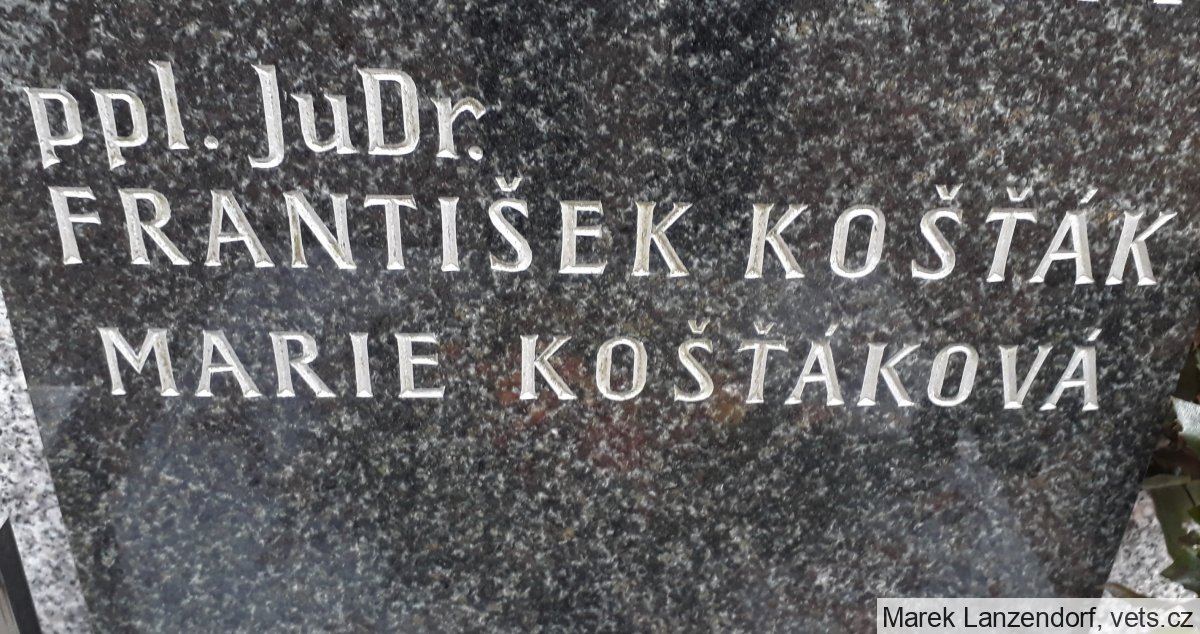 ppl. JuDr.
FRANTIŠEK KOŠŤÁK
MARIE KOŠŤÁKOVÁ
Marek Lanzendorf, vets.cz